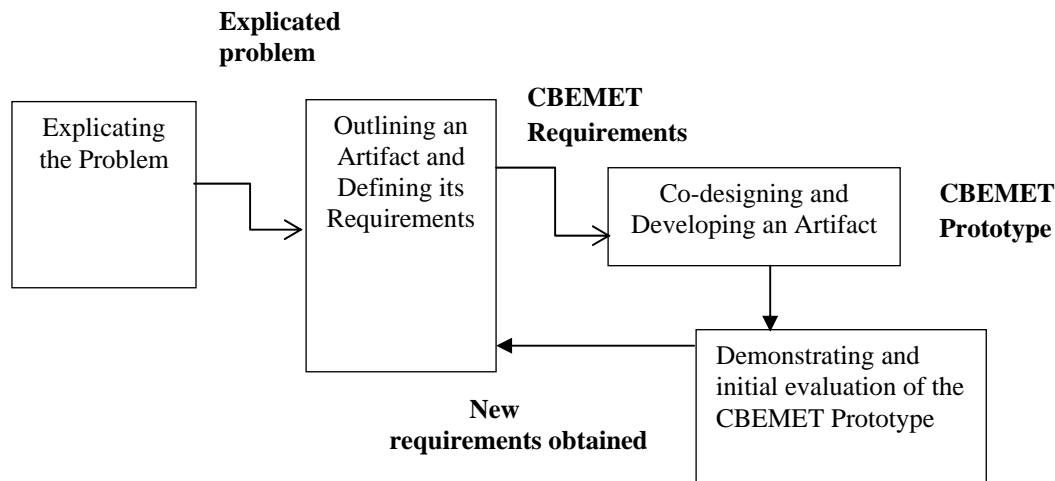 Explicated
problem
Explicating
the Problem
Outlining an
Artifact and
Defining its
Requirements
CBEMET
Requirements
Co-designing and
Developing an Artifact
CBEMET
Prototype
Demonstrating and
initial evaluation of the
CBEMET Prototype
New
requirements obtained